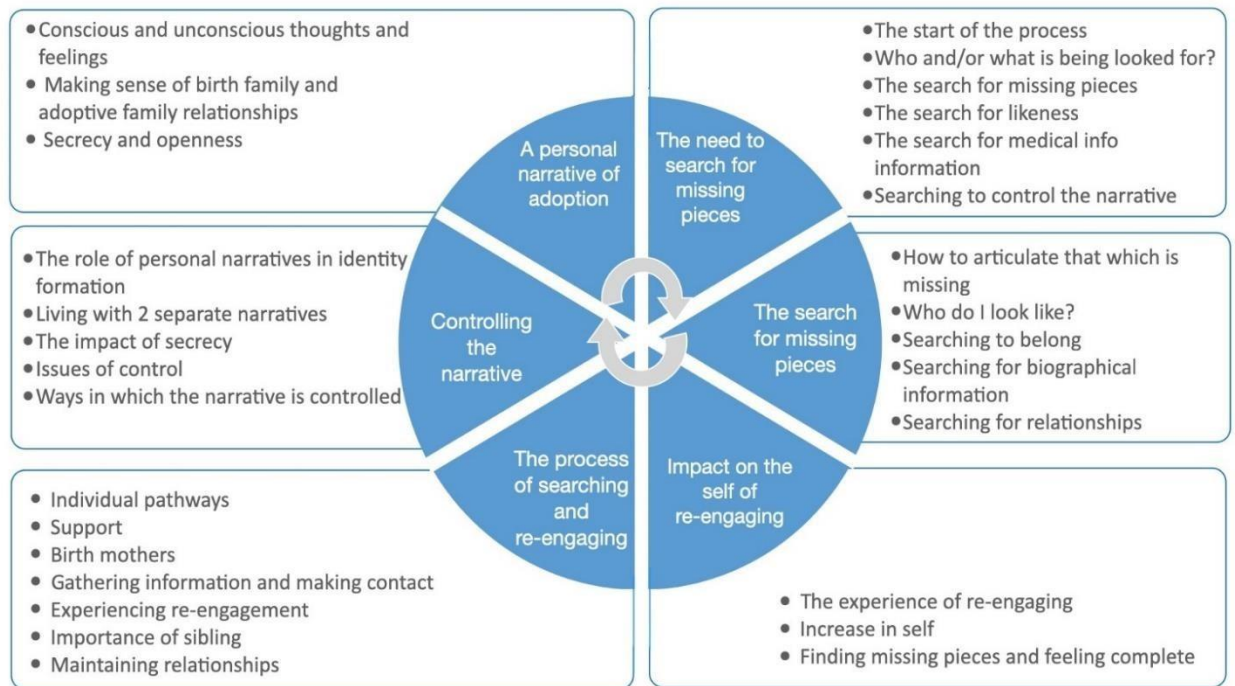 •Conscious and unconscious thoughts and
feelings
• Making sense of birth family and
adoptive family relationships
• Secrecy and openness
A personal
narrative of
adoption
The need to
search for
missing
pieces
•The start of the process
•Who and/or what is being looked for?
•The search for missing pieces
•The search for likeness
•The search for medical info
information
•Searching to control the narrative
•The role of personal narratives in identity
formation
•Living with 2 separate narratives
•The impact of secrecy
•Issues of control
•Ways in which the narrative is controlled
Controlling
the
narrative
The search
for missing
pieces
•How to articulate that which is
missing
•Who do I look like?
•Searching to belong
•Searching for biographical
information
•Searching for relationships
• Individual pathways
• Support
• Birth mothers
• Gathering information and making contact
• Experiencing re-engagement
• Importance of sibling
• Maintaining relationships
The process
of searching
and
re-engaging
Impact on the
self of
re-engaging
• The experience of re-engaging
• Increase in self
• Finding missing pieces and feeling complete